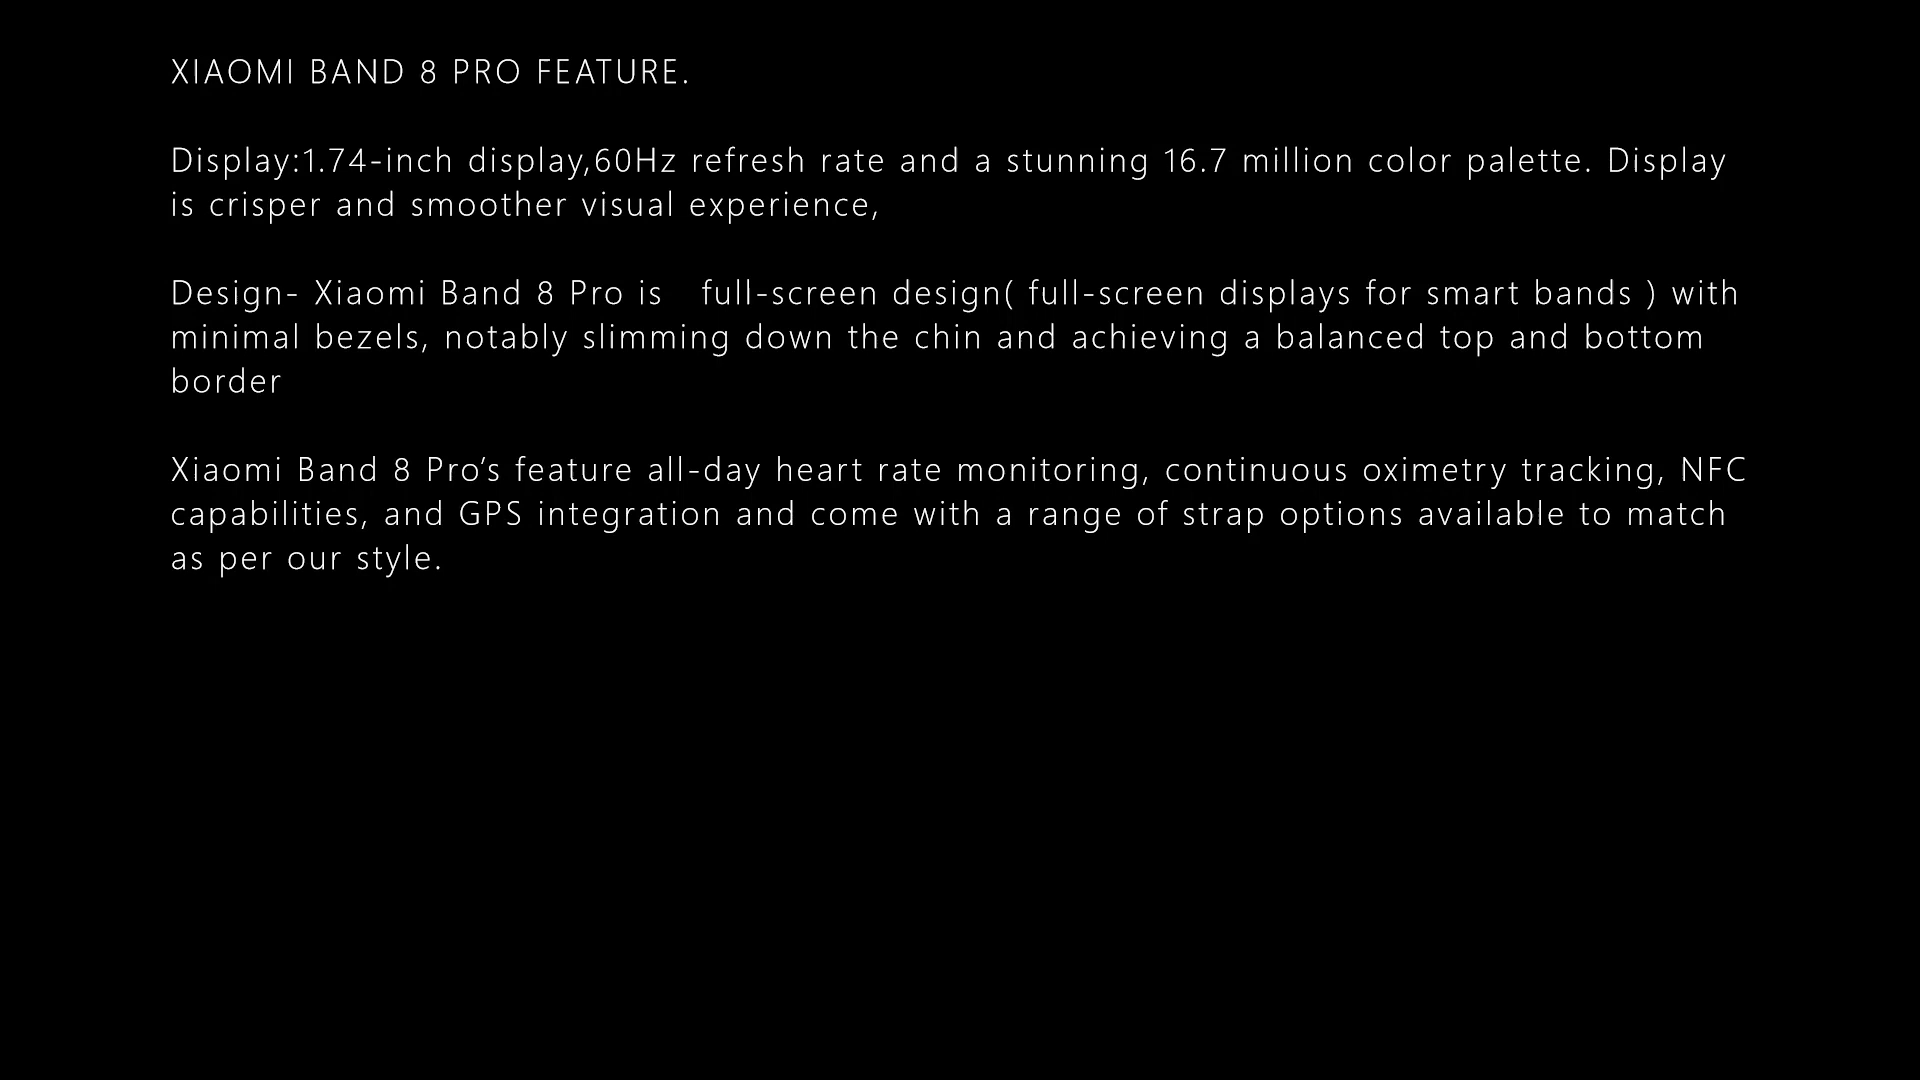 XIAOMI BAND 8 PRO FEATURE.
Display:1.74-inch display,60Hz refresh rate and a stunning 16.7 million color palette. Display
is crisper and smoother visual experience,
Design- Xiaomi Band 8 Pro is   full-screen design( full-screen displays for smart bands ) with
minimal bezels, notably slimming down the chin and achieving a balanced top and bottom
border
Xiaomi Band 8 Pro’s feature all-day heart rate monitoring, continuous oximetry tracking, NFC
capabilities, and GPS integration and come with a range of strap options available to match
as per our style.